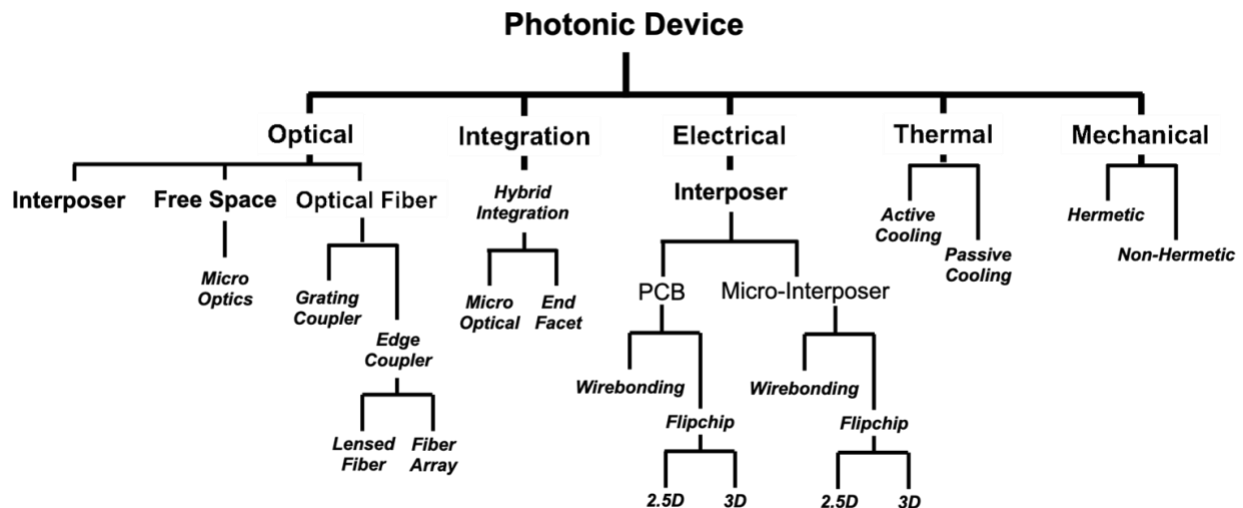 Photonic Device
Optical
Integration
Electrical
Thermal
Mechanical
Interposer
Free Space
Optical Fiber
Hybrid
Integration
Interposer
Active
Cooling
Passive
Cooling
Hermetic
Non-Hermetic
Micro
Optics
Grating
Coupler
Edge
Coupler
Lensed
Fiber
Fiber
Array
Micro
Optical
End
Facet
PCB
Micro-Interposer
Wirebonding
Flipchip
2.5D
3D
Wirebonding
Flipchip
2.5D
3D